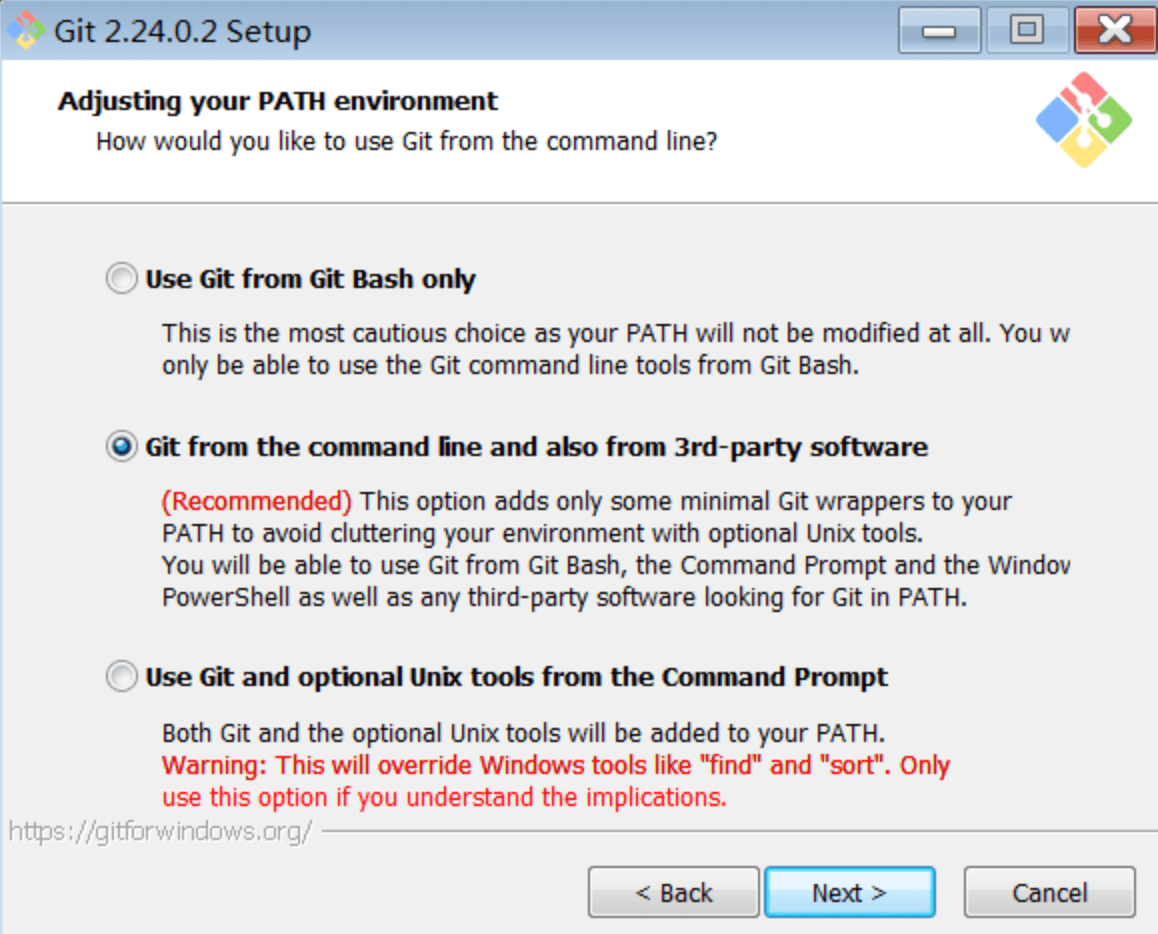 Git 2.24.0.2 Setup
Adjusting your PATH environment
How would you like to use Git from the command line?
Use Git from Git Bash only
This is the most cautious choice as your PATH will not be modified at all. You w
only be able to use the Git command line tools from Git Bash.
Git from the command line and also from 3rd-party software
(Recommended) This option adds only some minimal Git wrappers to your
PATH to avoid cluttering your environment with optional Unix tools.
You will be able to use Git from Git Bash, the Command Prompt and the Window
PowerShell as well as any third-party software looking for Git in PATH.
Use Git and optional Unix tools from the Command Prompt
Both Git and the optional Unix tools will be added to your PATH.
Warning: This will override Windows tools like "find" and "sort". Only
use this option if you understand the implications.
https://gitforwindows.org/
< Back Next > Cancel